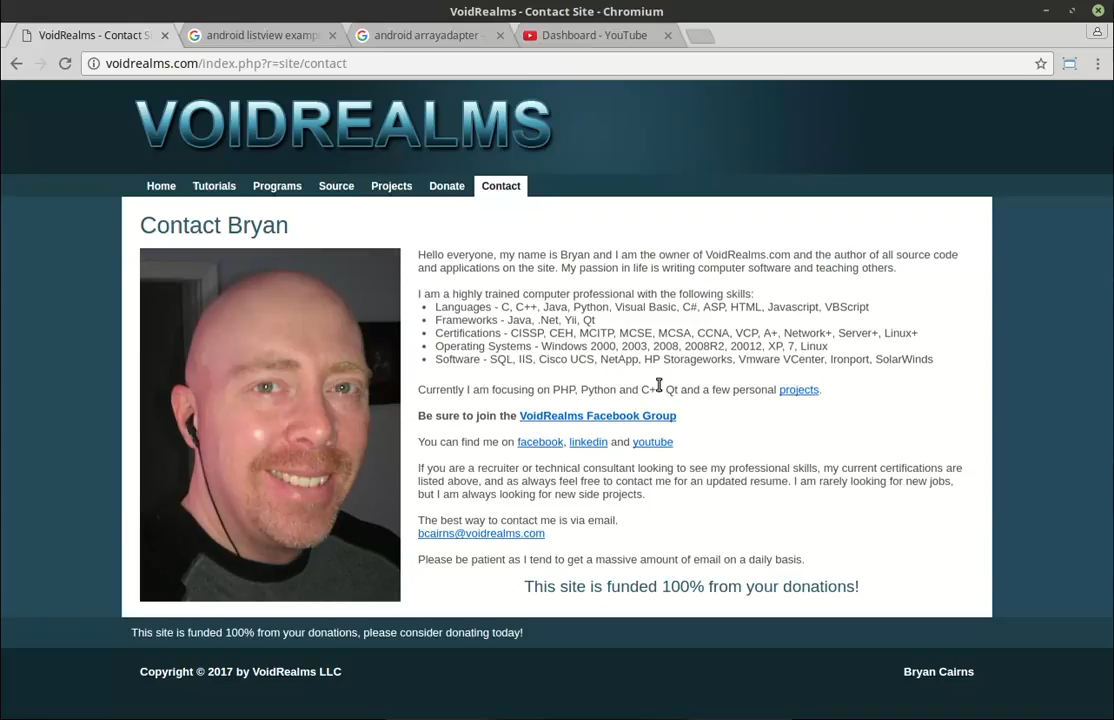 VoidRealms - Contact Site - Chromium
VoidRealms - Contact S
android listview examp
android arrayadapter -
Dashboard - YouTube
voidrealms.com/index.php?r=site/contact
VOIDREALMS
Home Tutorials Programs Source Projects Donate Contact
Contact Bryan
Hello everyone, my name is Bryan and I am the owner of VoidRealms.com and the author of all source code
and applications on the site. My passion in life is writing computer software and teaching others.
I am a highly trained computer professional with the following skills:
• Languages - C, C++, Java, Python, Visual Basic, C#, ASP, HTML, Javascript, VBScript
• Frameworks - Java, .Net, Yii, Qt
• Certifications - CISSP, CEH, MCITP, MCSE, MCSA, CCNA, VCP, A+, Network+, Server+, Linux+
• Operating Systems - Windows 2000, 2003, 2008, 2008R2, 20012, XP, 7, Linux
• Software - SQL, IIS, Cisco UCS, NetApp, HP Storageworks, Vmware VCenter, Ironport, SolarWinds
Currently I am focusing on PHP, Python and C++ Qt and a few personal projects.
Be sure to join the VoidRealms Facebook Group
You can find me on facebook, linkedin and youtube
If you are a recruiter or technical consultant looking to see my professional skills, my current certifications are
listed above, and as always feel free to contact me for an updated resume. I am rarely looking for new jobs,
but I am always looking for new side projects.
The best way to contact me is via email.
bcairns@voidrealms.com
Please be patient as I tend to get a massive amount of email on a daily basis.
This site is funded 100% from your donations!
This site is funded 100% from your donations, please consider donating today!
Copyright © 2017 by VoidRealms LLC
Bryan Cairns